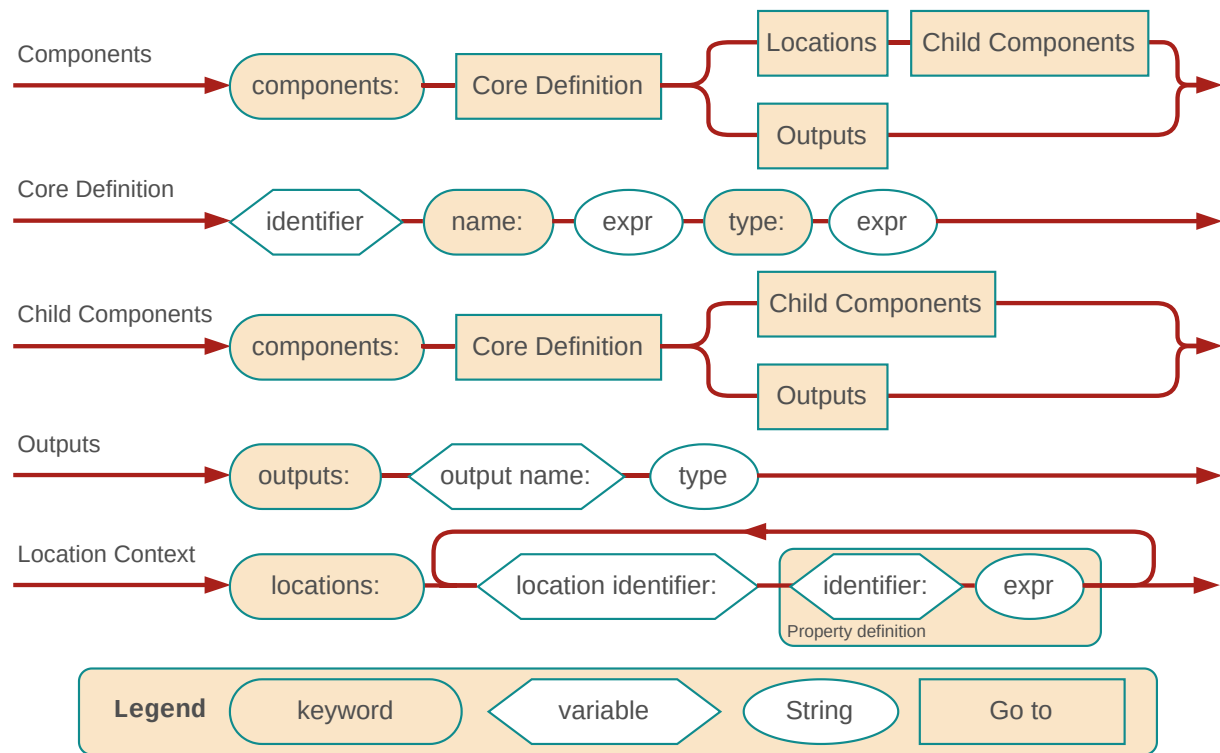 Components
components:
Core Definition
Locations
Child Components
Outputs
Core Definition
identifier
name:
expr
type:
expr
Child Components
components:
Core Definition
Child Components
Outputs
Outputs
outputs:
output name:
type
Location Context
locations:
location identifier:
identifier:
expr
Property definition
Legend
keyword
variable
String
Go to